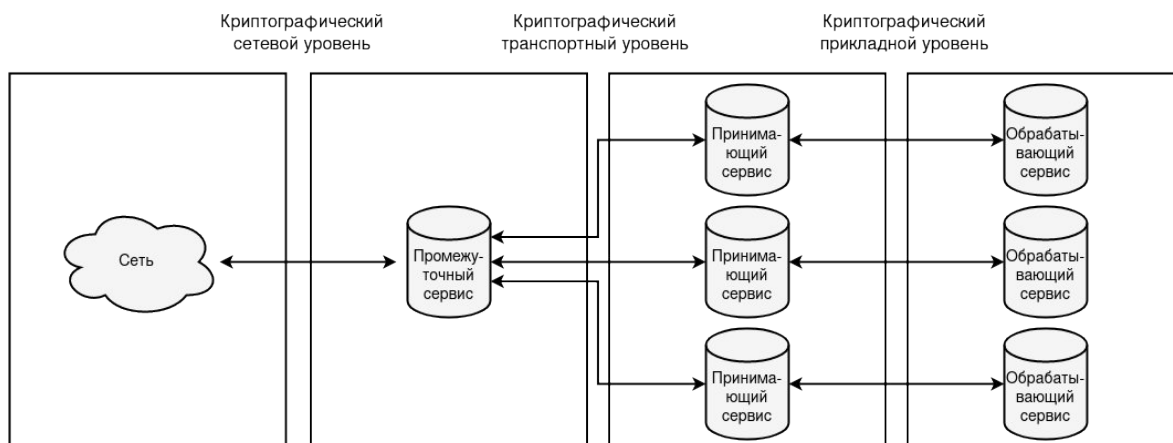 Криптографический
сетевой уровень
Криптографический
транспортный уровень
Криптографический
прикладной уровень
Сеть
Промежу-
точный
сервис
Принима-
ющий
сервис
Принима-
ющий
сервис
Принима-
ющий
сервис
Обрабаты-
вающий
сервис
Обрабаты-
вающий
сервис
Обрабаты-
вающий
сервис